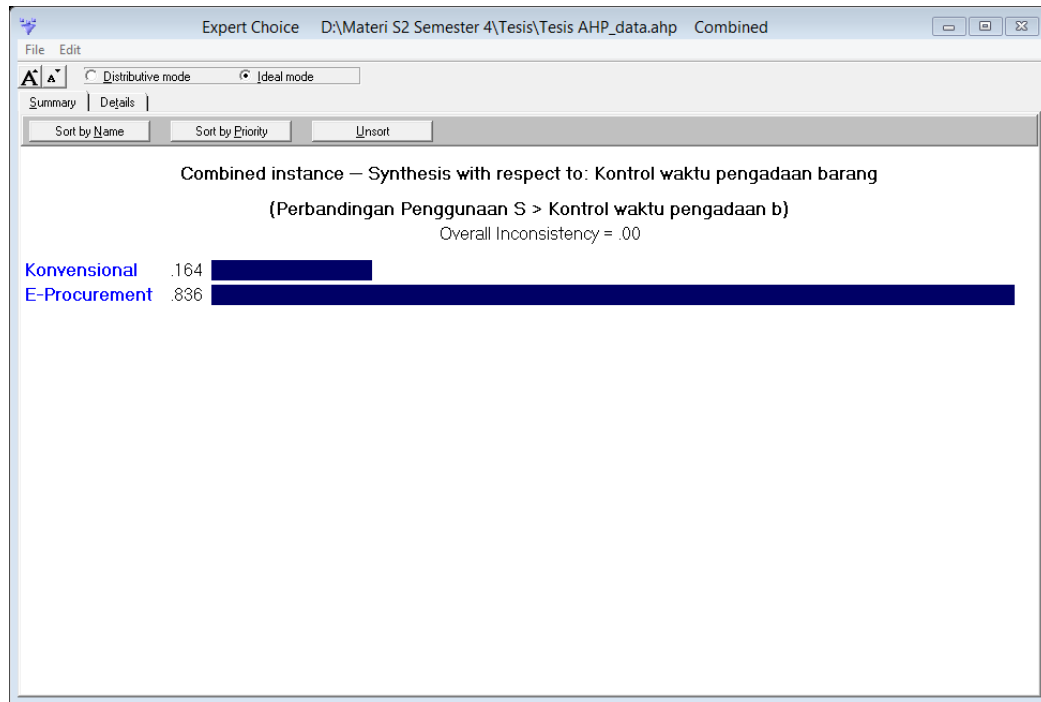 Expert Choice D:\Materi S2 Semester 4\Tesis\Tesis AHP_data.ahp Combined
File Edit
A A Distributive mode Ideal mode
Summary Details
Sort by Name Sort by Priority Unsort
Combined instance – Synthesis with respect to: Kontrol waktu pengadaan barang
(Perbandingan Penggunaan S > Kontrol waktu pengadaan b)
Overall Inconsistency = .00
Konvensional .164
E-Procurement .836